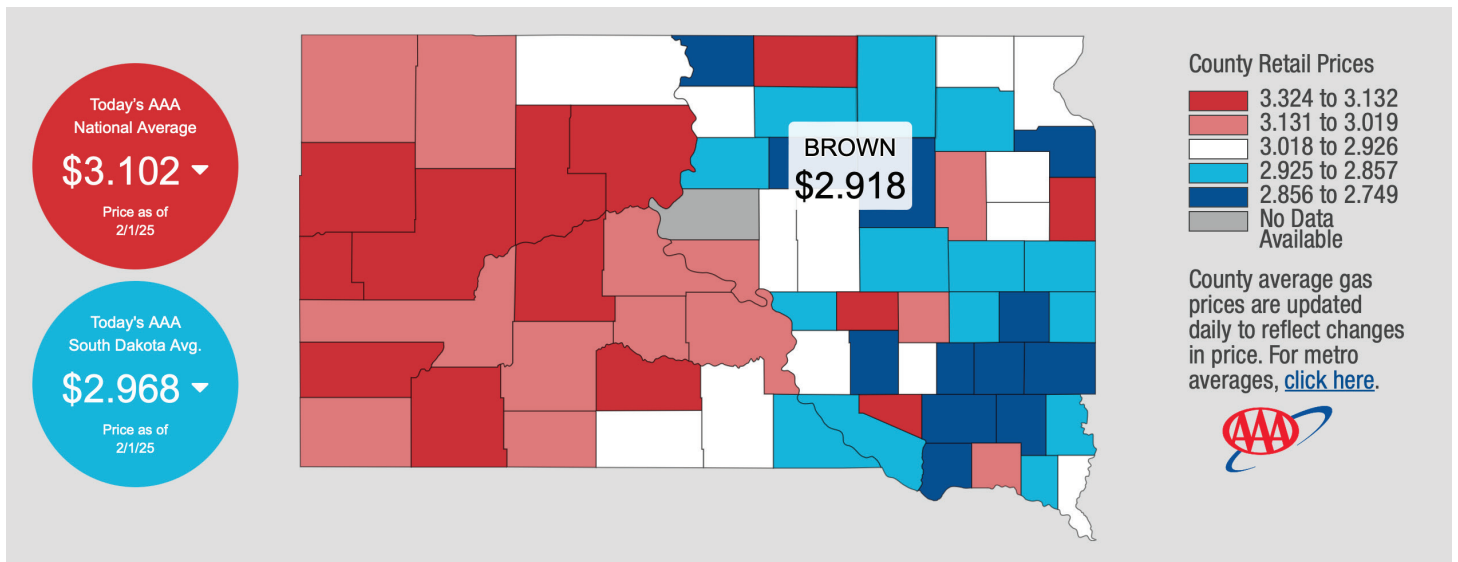 Today's AAA
National Average
$3.102
Price as of
2/1/25
Today's AAA
South Dakota Avg.
$2.968
Price as of
2/1/25
BROWN
$2.918
County Retail Prices
3.324 to 3.132
3.131 to 3.019
3.018 to 2.926
2.925 to 2.857
2.856 to 2.749
No Data
Available
County average gas
prices are updated
daily to reflect changes
in price. For metro
averages, click here.
AAA